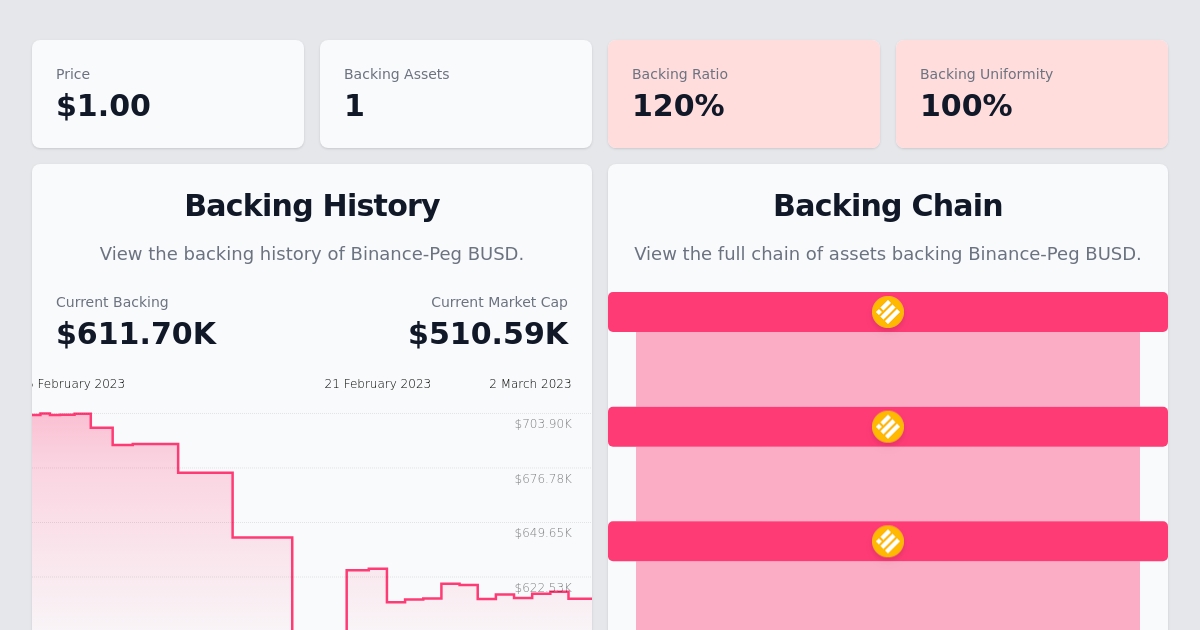 Price
$1.00
Backing Assets
1
Backing Ratio
120%
Backing Uniformity
100%
Backing History
View the backing history of Binance-Peg BUSD.
Current Backing
$611.70K
Current Market Cap
$510.59K
February 2023
21 February 2023
2 March 2023
$703.90K
$676.78K
$649.65K
$622.53K
Backing Chain
View the full chain of assets backing Binance-Peg BUSD.